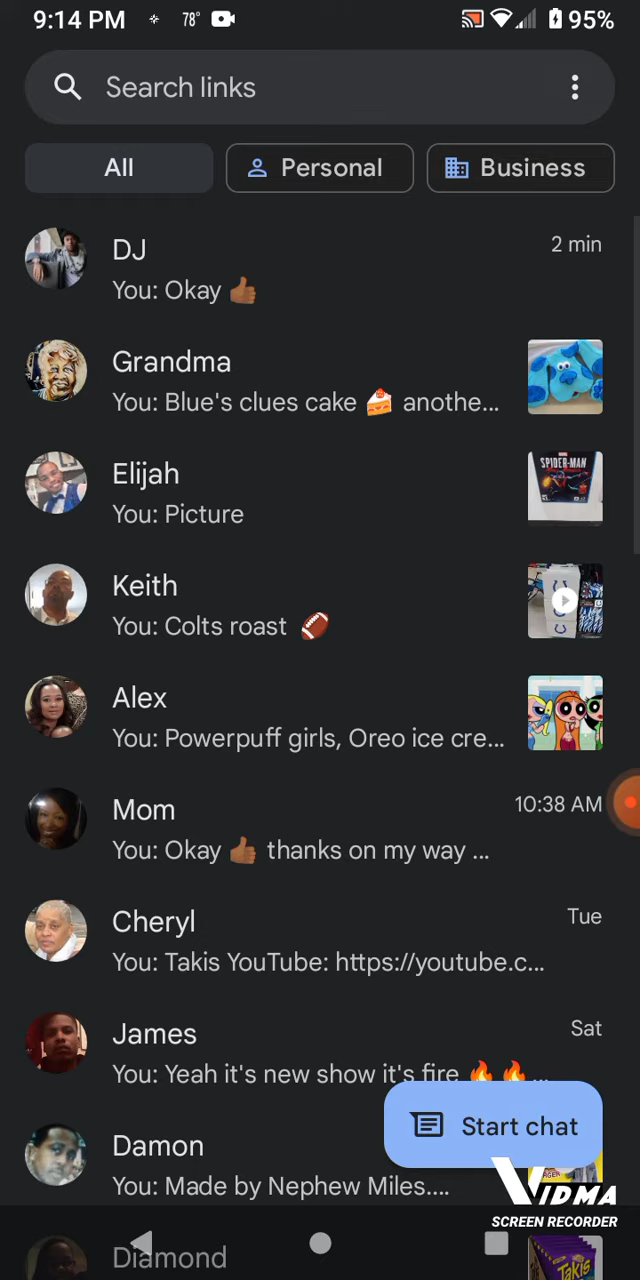 9:14 PM 78° 95%
Search links
All Personal Business
DJ 2 min
You: Okay 👍🏾
Grandma
You: Blue's clues cake 🍰 anothe...
Elijah
You: Picture
SPIDER-MAN
Keith
You: Colts roast 🏈
Alex
You: Powerpuff girls, Oreo ice cre...
Mom 10:38 AM
You: Okay 👍🏾 thanks on my way ...
Cheryl Tue
You: Takis YouTube: https://youtube.c...
James Sat
You: Yeah it's new show it's fire 🔥🔥...
Start chat
Damon
You: Made by Nephew Miles....
VIDMA
SCREEN RECORDER
Diamond
Takis